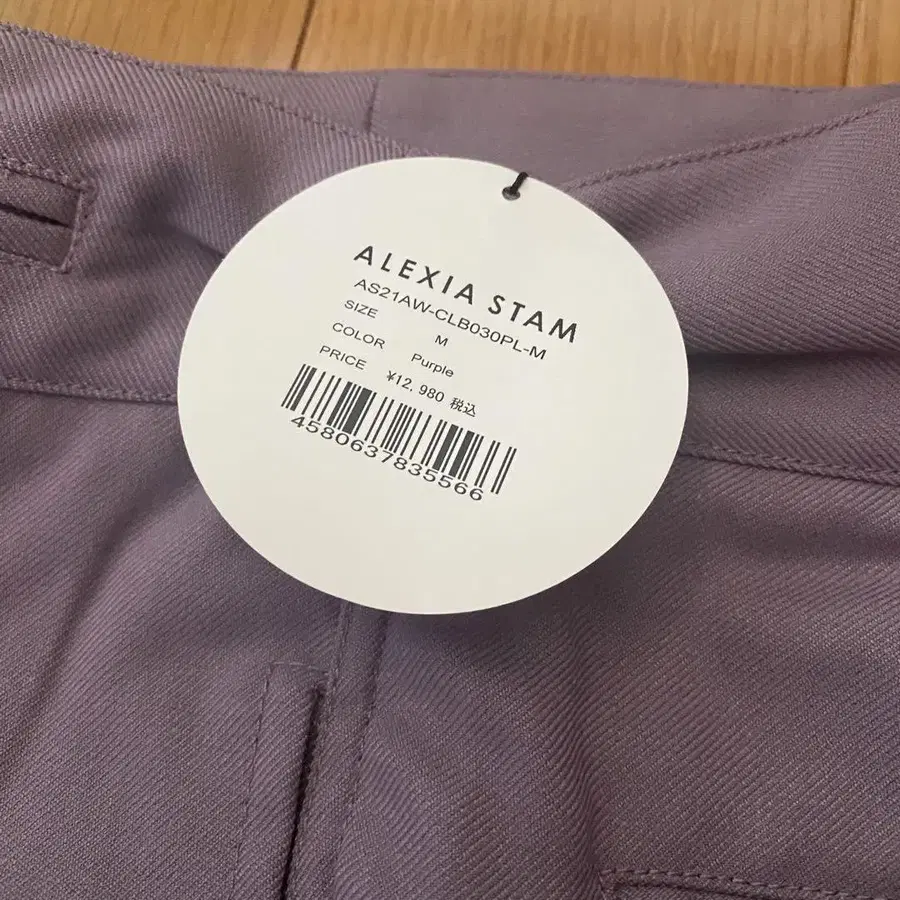 ALEXIA STAM
AS21AW-CLB030PL-M
SIZE M
COLOR Purple
PRICE ¥12,980 税込
4580637835566